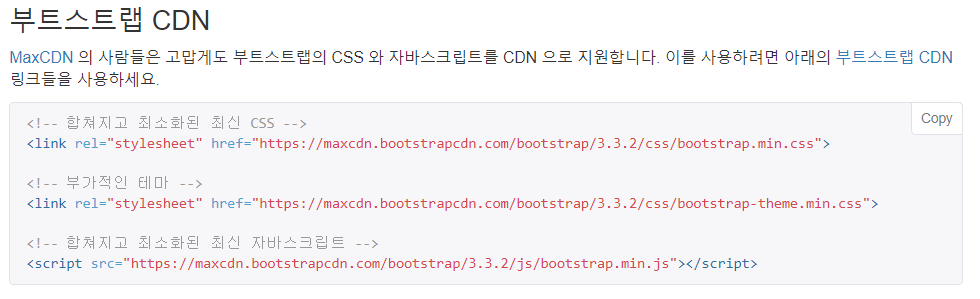 부트스트랩 CDN
MaxCDN 의 사람들은 고맙게도 부트스트랩의 CSS 와 자바스크립트를 CDN 으로 지원합니다. 이를 사용하려면 아래의 부트스트랩 CDN
링크들을 사용하세요.
Copy
<!-- 합쳐지고 최소화된 최신 CSS -->
<link rel="stylesheet" href="https://maxcdn.bootstrapcdn.com/bootstrap/3.3.2/css/bootstrap.min.css">
<!-- 부가적인 테마 -->
<link rel="stylesheet" href="https://maxcdn.bootstrapcdn.com/bootstrap/3.3.2/css/bootstrap-theme.min.css">
<!-- 합쳐지고 최소화된 최신 자바스크립트 -->
<script src="https://maxcdn.bootstrapcdn.com/bootstrap/3.3.2/js/bootstrap.min.js"></script>